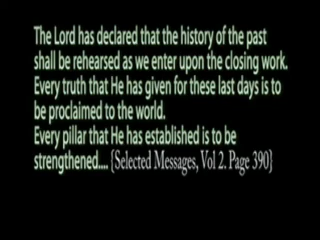 The Lord has declared that the history of the past
shall be rehearsed as we enter upon the closing work.
Every truth that He has given for these last days is to
be proclaimed to the world.
Every pillar that He has established is to be
strengthened.... {Selected Messages, Vol 2. Page 390}